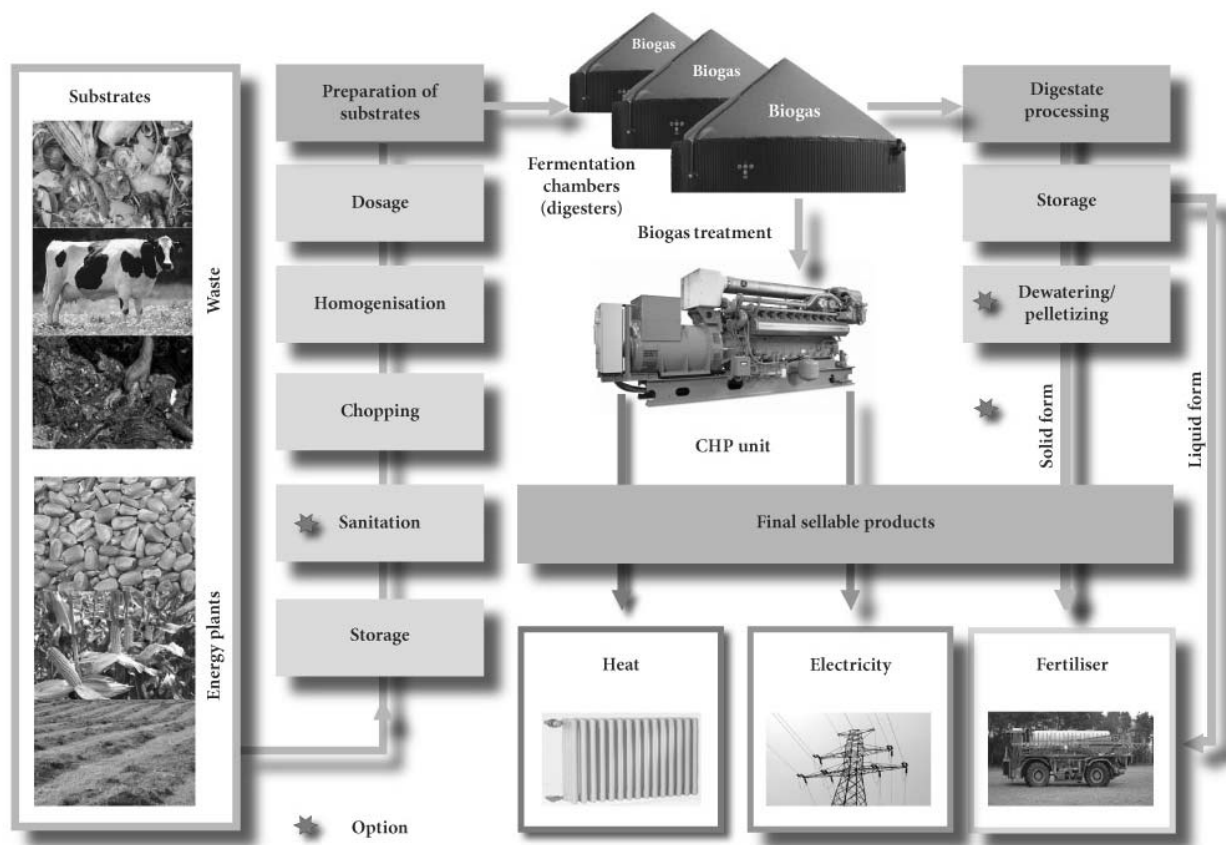 Substrates
Waste
Energy plants
Preparation of
substrates
Dosage
Homogenisation
Chopping
Sanitation
Storage
Option
Biogas
Biogas
Biogas
Fermentation
chambers
(digesters)
Biogas treatment
CHP unit
Digestate
processing
Storage
Dewatering/
pelletizing
Solid form
Liquid form
Final sellable products
Heat
Electricity
Fertiliser